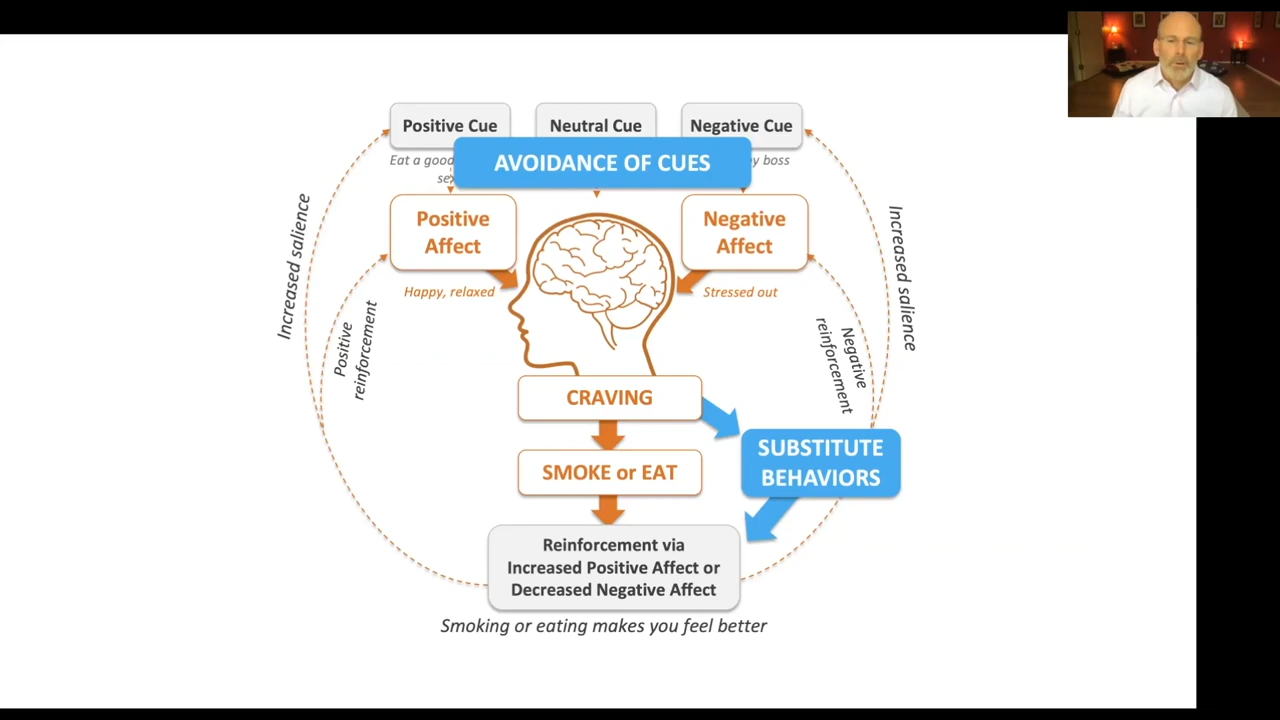 Positive Cue
Neutral Cue
Negative Cue
Eat a good
boss
AVOIDANCE OF CUES
Positive
Affect
Negative
Affect
Happy, relaxed
Stressed out
Increased salience
Positive
reinforcement
Negative
reinforcement
Increased salience
CRAVING
SMOKE or EAT
SUBSTITUTE
BEHAVIORS
Reinforcement via
Increased Positive Affect or
Decreased Negative Affect
Smoking or eating makes you feel better